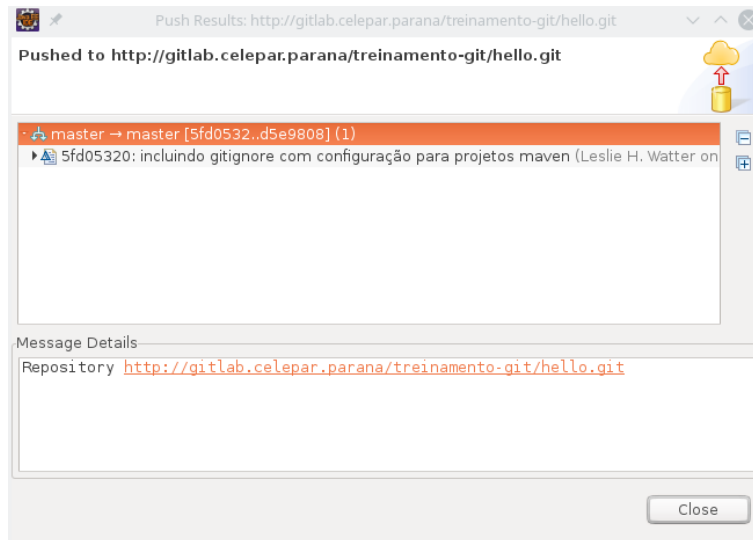 Push Results: http://gitlab.celepar.parana/treinamento-git/hello.git
Pushed to http://gitlab.celepar.parana/treinamento-git/hello.git
master → master [5fd0532..d5e9808] (1)
5fd05320: incluindo gitignore com configuração para projetos maven (Leslie H. Watter on
Message Details
Repository http://gitlab.celepar.parana/treinamento-git/hello.git
Close